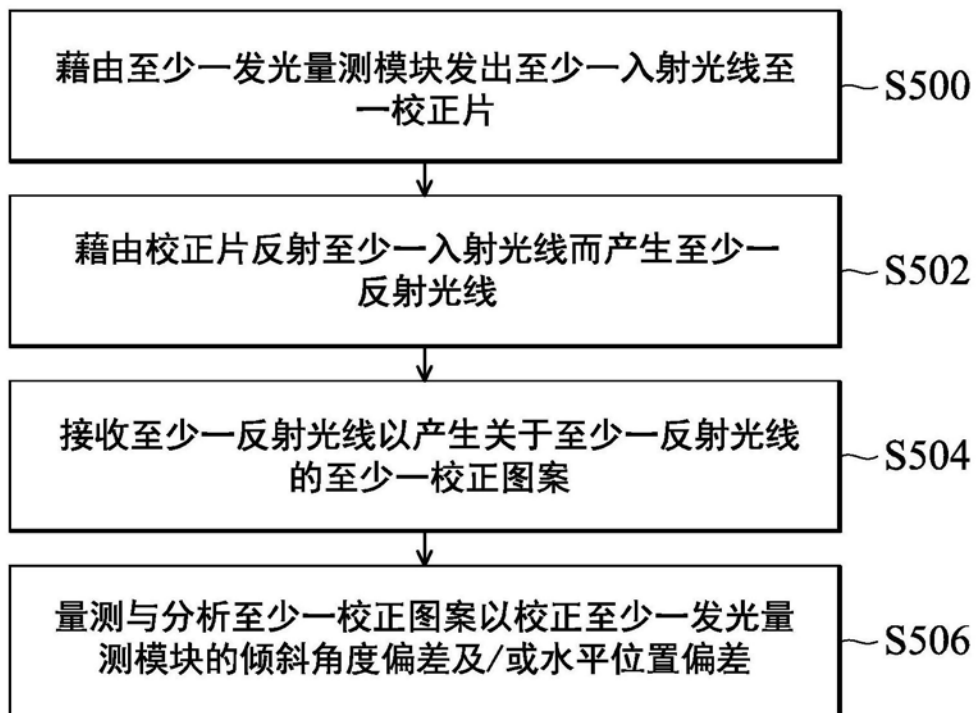 藉由至少一发光量测模块发出至少一入射光线至
一校正片
S500
藉由校正片反射至少一入射光线而产生至少一
反射光线
S502
接收至少一反射光线以产生关于至少一反射光线
的至少一校正图案
S504
量测与分析至少一校正图案以校正至少一发光量
测模块的倾斜角度偏差及/或水平位置偏差
S506